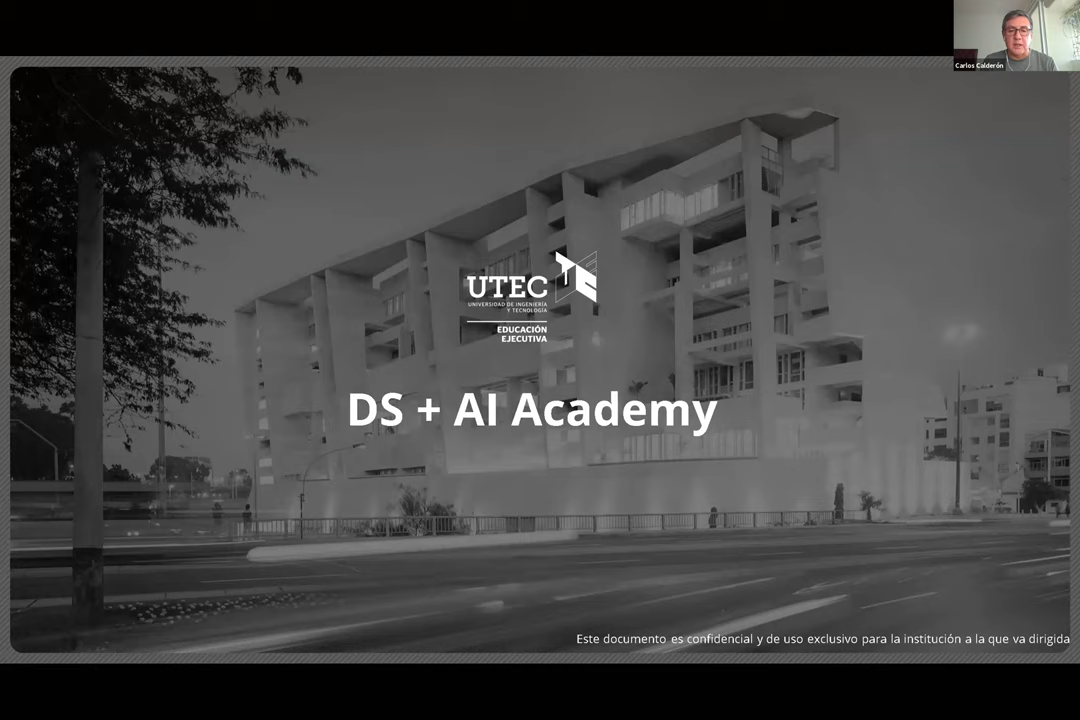 Carlos Calderón
UTEC
UNIVERSIDAD DE INGENIERÍA
Y TECNOLOGÍA
EDUCACIÓN
EJECUTIVA
DS + AI Academy
Este documento es confidencial y de uso exclusivo para la institución a la que va dirigida